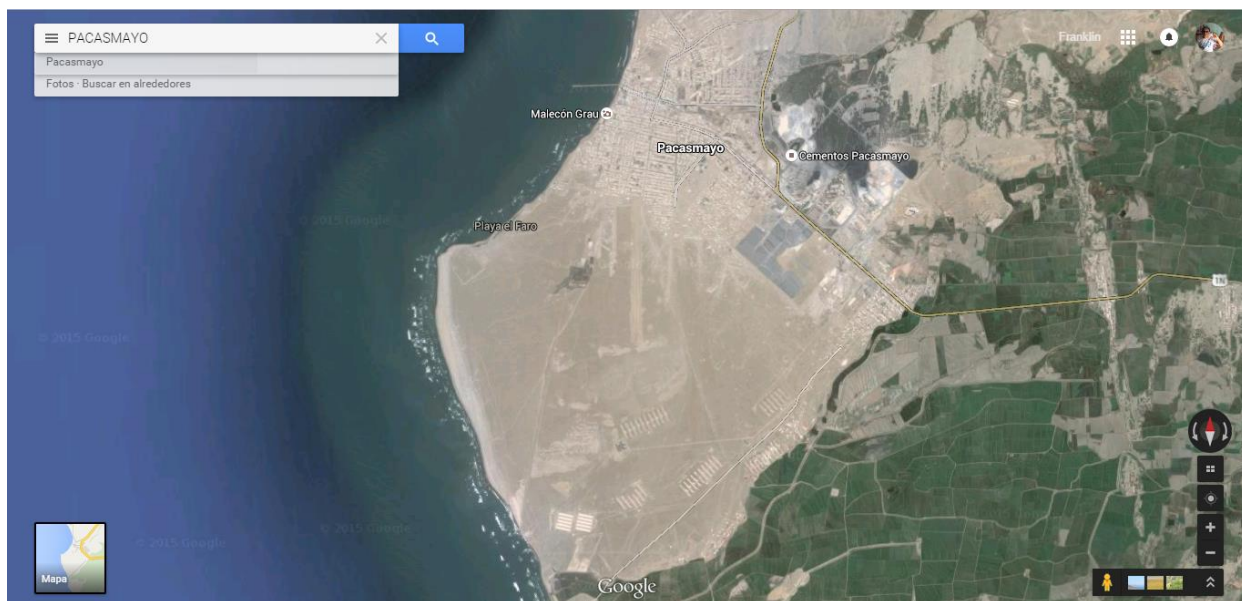 PACASMAYO
Franklin
Pacasmayo
Fotos · Buscar en alrededores
Malecón Grau
Pacasmayo
Cementos Pacasmayo
© 2015 Google
Playa el Faro
1N
© 2015 Google
© 2015 Google
© 2015 Google
Mapa
Google